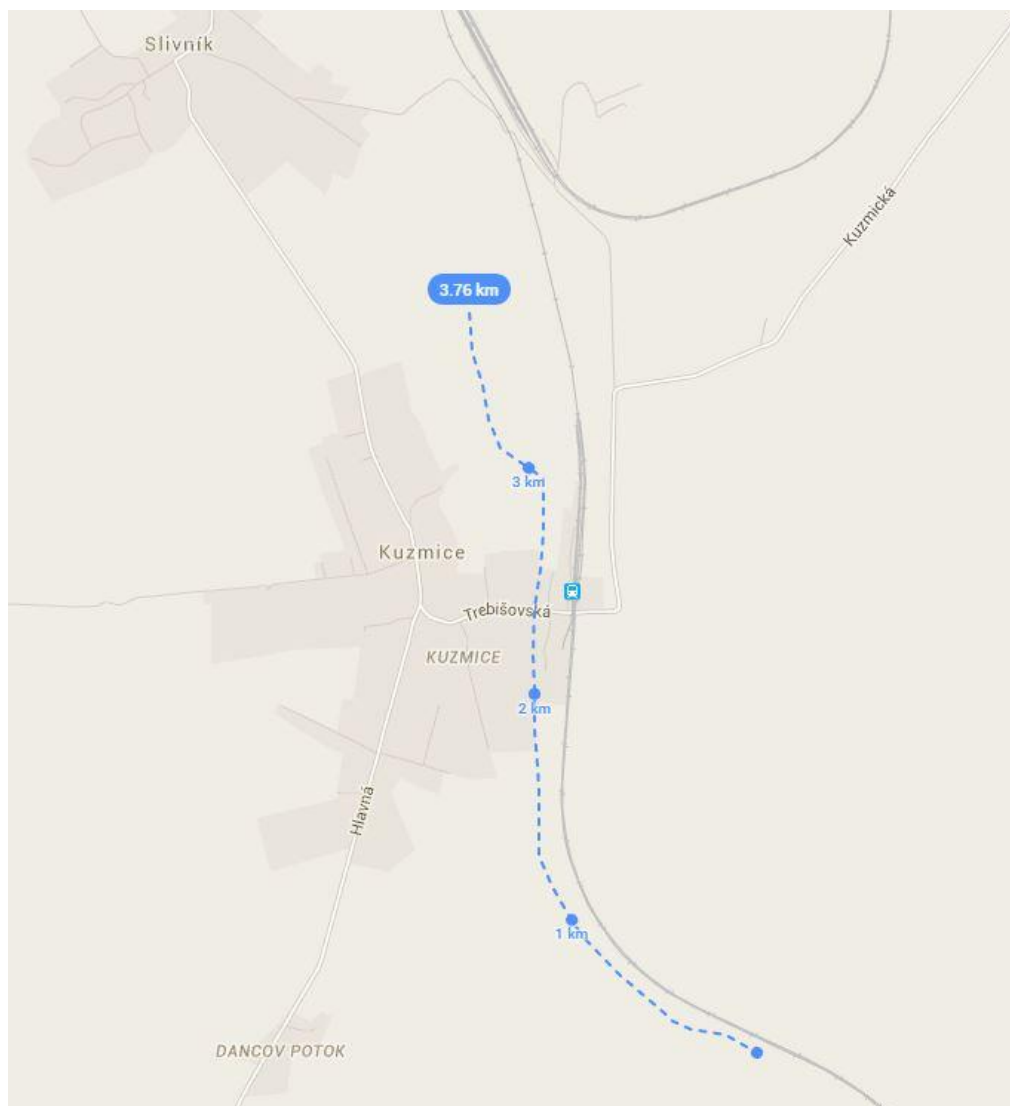 Slivník
Kuzmická
3.76 km
3 km
Kuzmice
Trebišovská
KUZMICE
2 km
Hlavná
1 km
DANCOV POTOK